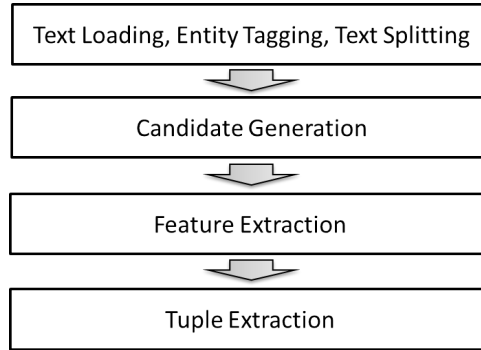 Text Loading, Entity Tagging, Text Splitting
Candidate Generation
Feature Extraction
Tuple Extraction